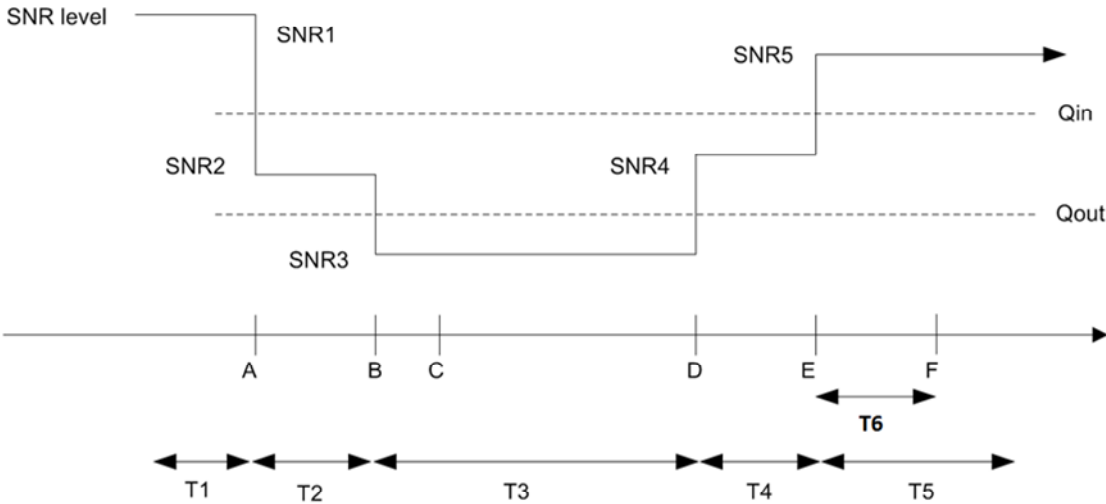 SNR level
SNR1
SNR5
Qin
SNR2
SNR4
Qout
SNR3
A
B
C
D
E
F
T6
T1
T2
T3
T4
T5